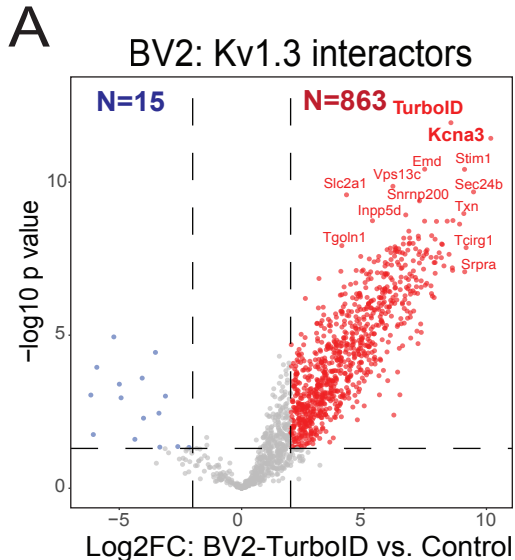 A
BV2: Kv1.3 interactors
N=15
N=863
TurboID
Kcna3
Emd
Stim1
Vps13c
Slc2a1
Sec24b
Snrnp200
Inpp5d
Txn
Tgoln1
Tcirg1
Srpra
10
5
0
−log10 p value
−5
0
5
10
Log2FC: BV2-TurboID vs. Control